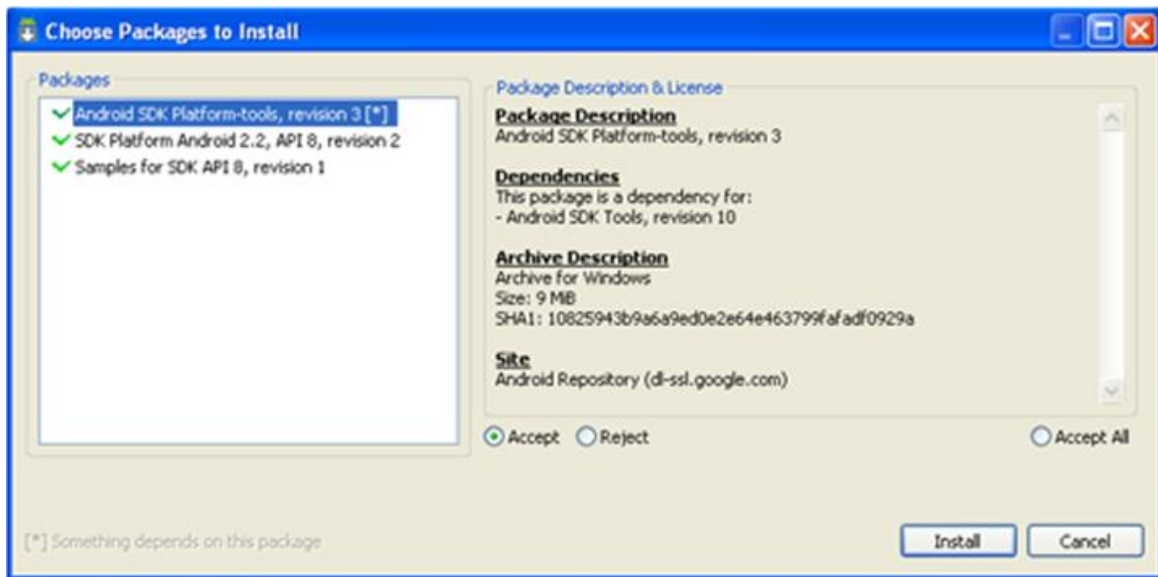 Choose Packages to Install
Packages
Android SDK Platform-tools, revision 3 [*]
SDK Platform Android 2.2, API 8, revision 2
Samples for SDK API 8, revision 1
Package Description & License
Package Description
Android SDK Platform-tools, revision 3
Dependencies
This package is a dependency for:
- Android SDK Tools, revision 10
Archive Description
Archive for Windows
Size: 9 MiB
SHA1: 10825943b9a6a9ed0e2e64e463799fafadf0929a
Site
Android Repository (dl-ssl.google.com)
Accept Reject Accept All
[*] Something depends on this package
Install Cancel